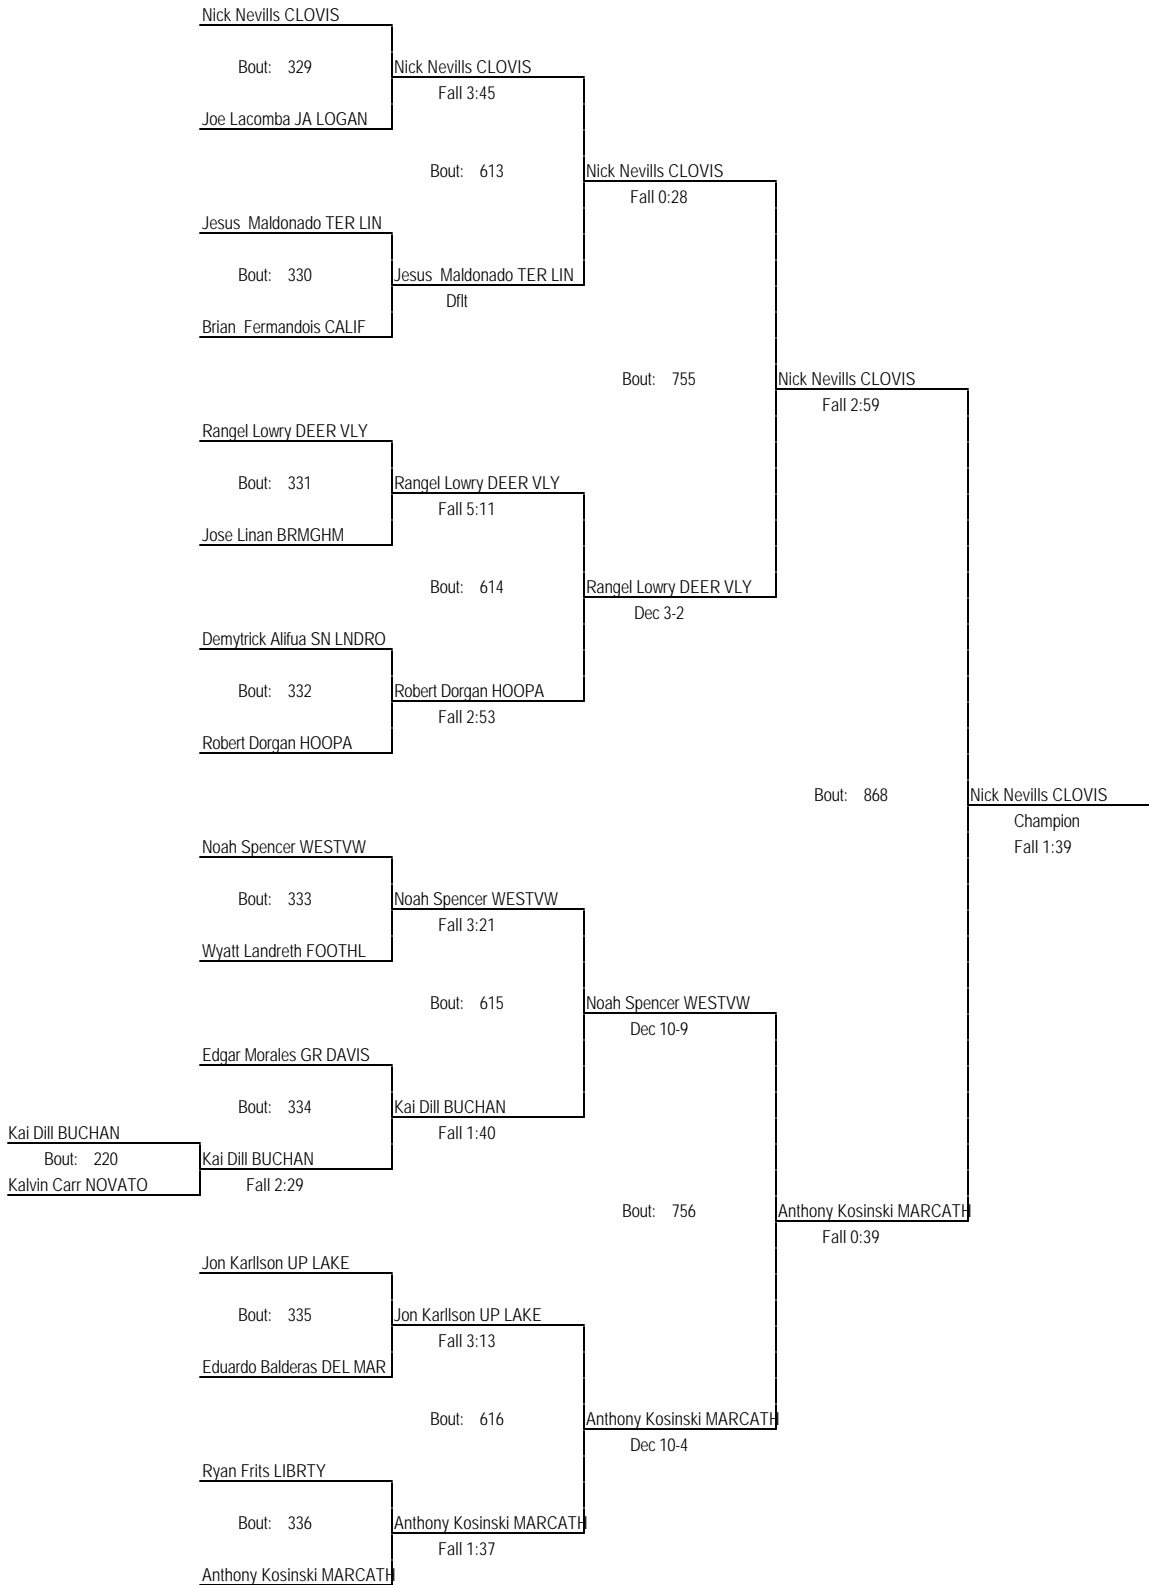 Nick Nevills CLOVIS
Bout: 329
Nick Nevills CLOVIS
Fall 3:45
Joe Lacomba JA LOGAN
Bout: 613
Nick Nevills CLOVIS
Fall 0:28
Jesus Maldonado TER LIN
Bout: 330
Jesus Maldonado TER LIN
Dflt
Brian Fermandois CALIF
Bout: 755
Nick Nevills CLOVIS
Fall 2:59
Rangel Lowry DEER VLY
Bout: 331
Rangel Lowry DEER VLY
Fall 5:11
Jose Linan BRMGHM
Bout: 614
Rangel Lowry DEER VLY
Dec 3-2
Demytrick Alifua SN LNDRO
Bout: 332
Robert Dorgan HOOPA
Fall 2:53
Robert Dorgan HOOPA
Bout: 868
Nick Nevills CLOVIS
Champion
Fall 1:39
Noah Spencer WESTVW
Bout: 333
Noah Spencer WESTVW
Fall 3:21
Wyatt Landreth FOOTHL
Bout: 615
Noah Spencer WESTVW
Dec 10-9
Edgar Morales GR DAVIS
Bout: 334
Kai Dill BUCHAN
Fall 1:40
Kai Dill BUCHAN
Bout: 220
Kai Dill BUCHAN
Kalvin Carr NOVATO
Fall 2:29
Bout: 756
Anthony Kosinski MARCATH
Fall 0:39
Jon Karllson UP LAKE
Bout: 335
Jon Karllson UP LAKE
Fall 3:13
Eduardo Balderas DEL MAR
Bout: 616
Anthony Kosinski MARCATH
Dec 10-4
Ryan Frits LIBRTY
Bout: 336
Anthony Kosinski MARCATH
Fall 1:37
Anthony Kosinski MARCATH